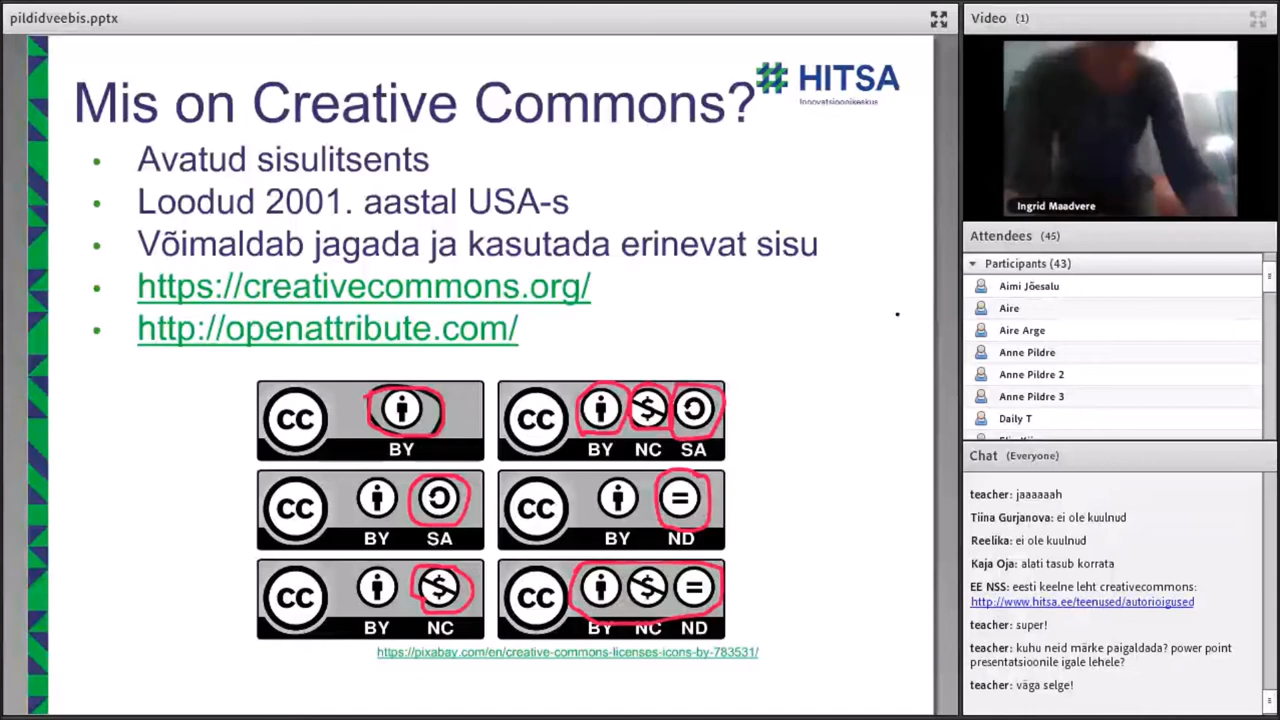 pildidveebis.pptx
Mis on Creative Commons?
HITSA
Innovatsioonikeskus
• Avatud sisulitsents
• Loodud 2001. aastal USA-s
• Võimaldab jagada ja kasutada erinevat sisu
• https://creativecommons.org/
• http://openattribute.com/
cc BY
cc $ BY NC SA
cc BY SA
cc = BY ND
cc $ BY NC
cc $ = BY NC ND
https://pixabay.com/en/creative-commons-licenses-icons-by-783531/
Video (1)
Ingrid Maadvere
Attendees (45)
Participants (43)
Aimi Jõesalu
Aire
Aire Arge
Anne Pildre
Anne Pildre 2
Anne Pildre 3
Daily T
Chat (Everyone)
teacher: jaaaaaah
Tiina Gurjanova: ei ole kuulnud
Reelika: ei ole kuulnud
Kaja Oja: alati tasub korrata
EE NSS: eesti keelne leht creativecommons:
http://www.hitsa.ee/teenused/autorioigused
teacher: super!
teacher: kuhu neid märke paigaldada? power point
presentatsioonile igale lehele?
teacher: väga selge!